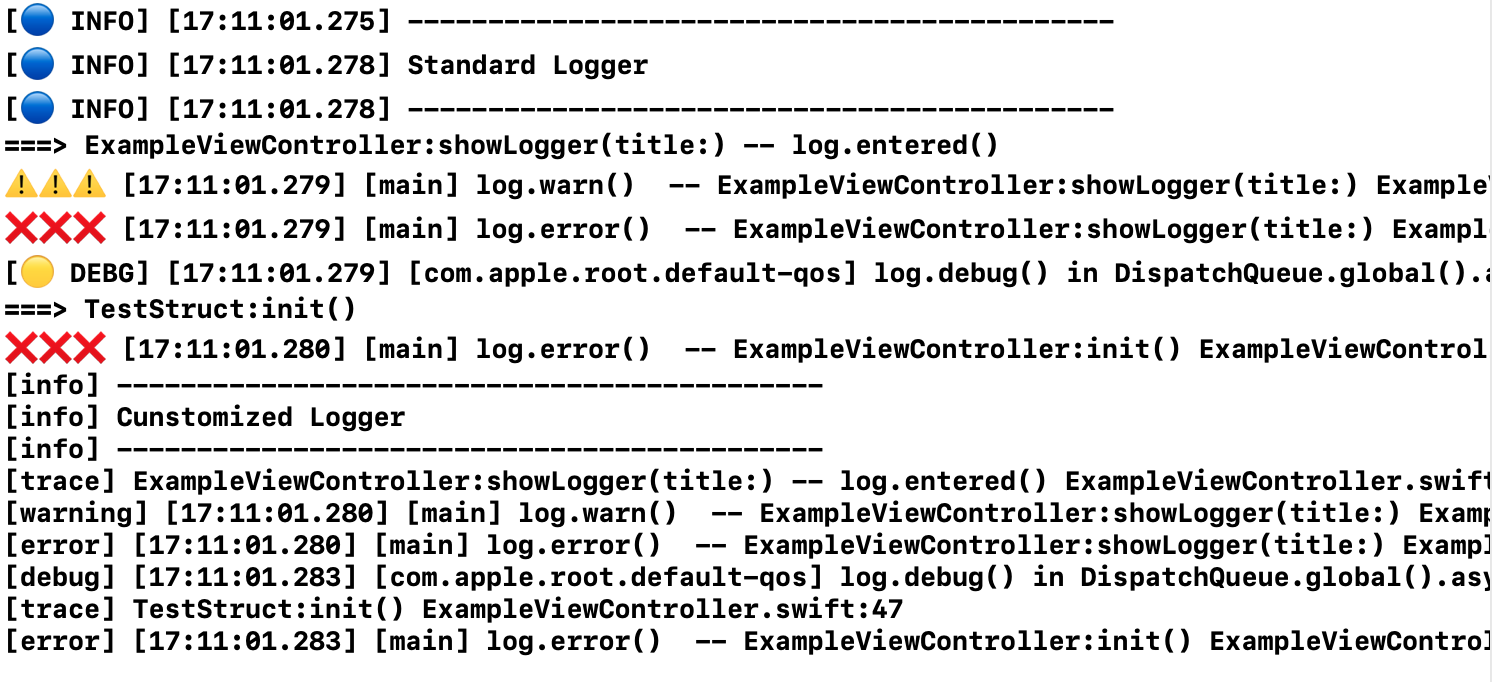 [🔵 INFO] [17:11:01.275] --------------------------------------------
[🔵 INFO] [17:11:01.278] Standard Logger
[🔵 INFO] [17:11:01.278] --------------------------------------------
===> ExampleViewController:showLogger(title:) -- log.entered()
⚠️⚠️⚠️ [17:11:01.279] [main] log.warn()  -- ExampleViewController:showLogger(title:) Example
❌❌❌ [17:11:01.279] [main] log.error()  -- ExampleViewController:showLogger(title:) Exampl
[🟡 DEBG] [17:11:01.279] [com.apple.root.default-qos] log.debug() in DispatchQueue.global().a
===> TestStruct:init()
❌❌❌ [17:11:01.280] [main] log.error()  -- ExampleViewController:init() ExampleViewControl
[info] --------------------------------------------
[info] Cunstomized Logger
[info] --------------------------------------------
[trace] ExampleViewController:showLogger(title:) -- log.entered() ExampleViewController.swift
[warning] [17:11:01.280] [main] log.warn()  -- ExampleViewController:showLogger(title:) Examp
[error] [17:11:01.280] [main] log.error()  -- ExampleViewController:showLogger(title:) Exampl
[debug] [17:11:01.283] [com.apple.root.default-qos] log.debug() in DispatchQueue.global().asy
[trace] TestStruct:init() ExampleViewController.swift:47
[error] [17:11:01.283] [main] log.error()  -- ExampleViewController:init() ExampleViewControl